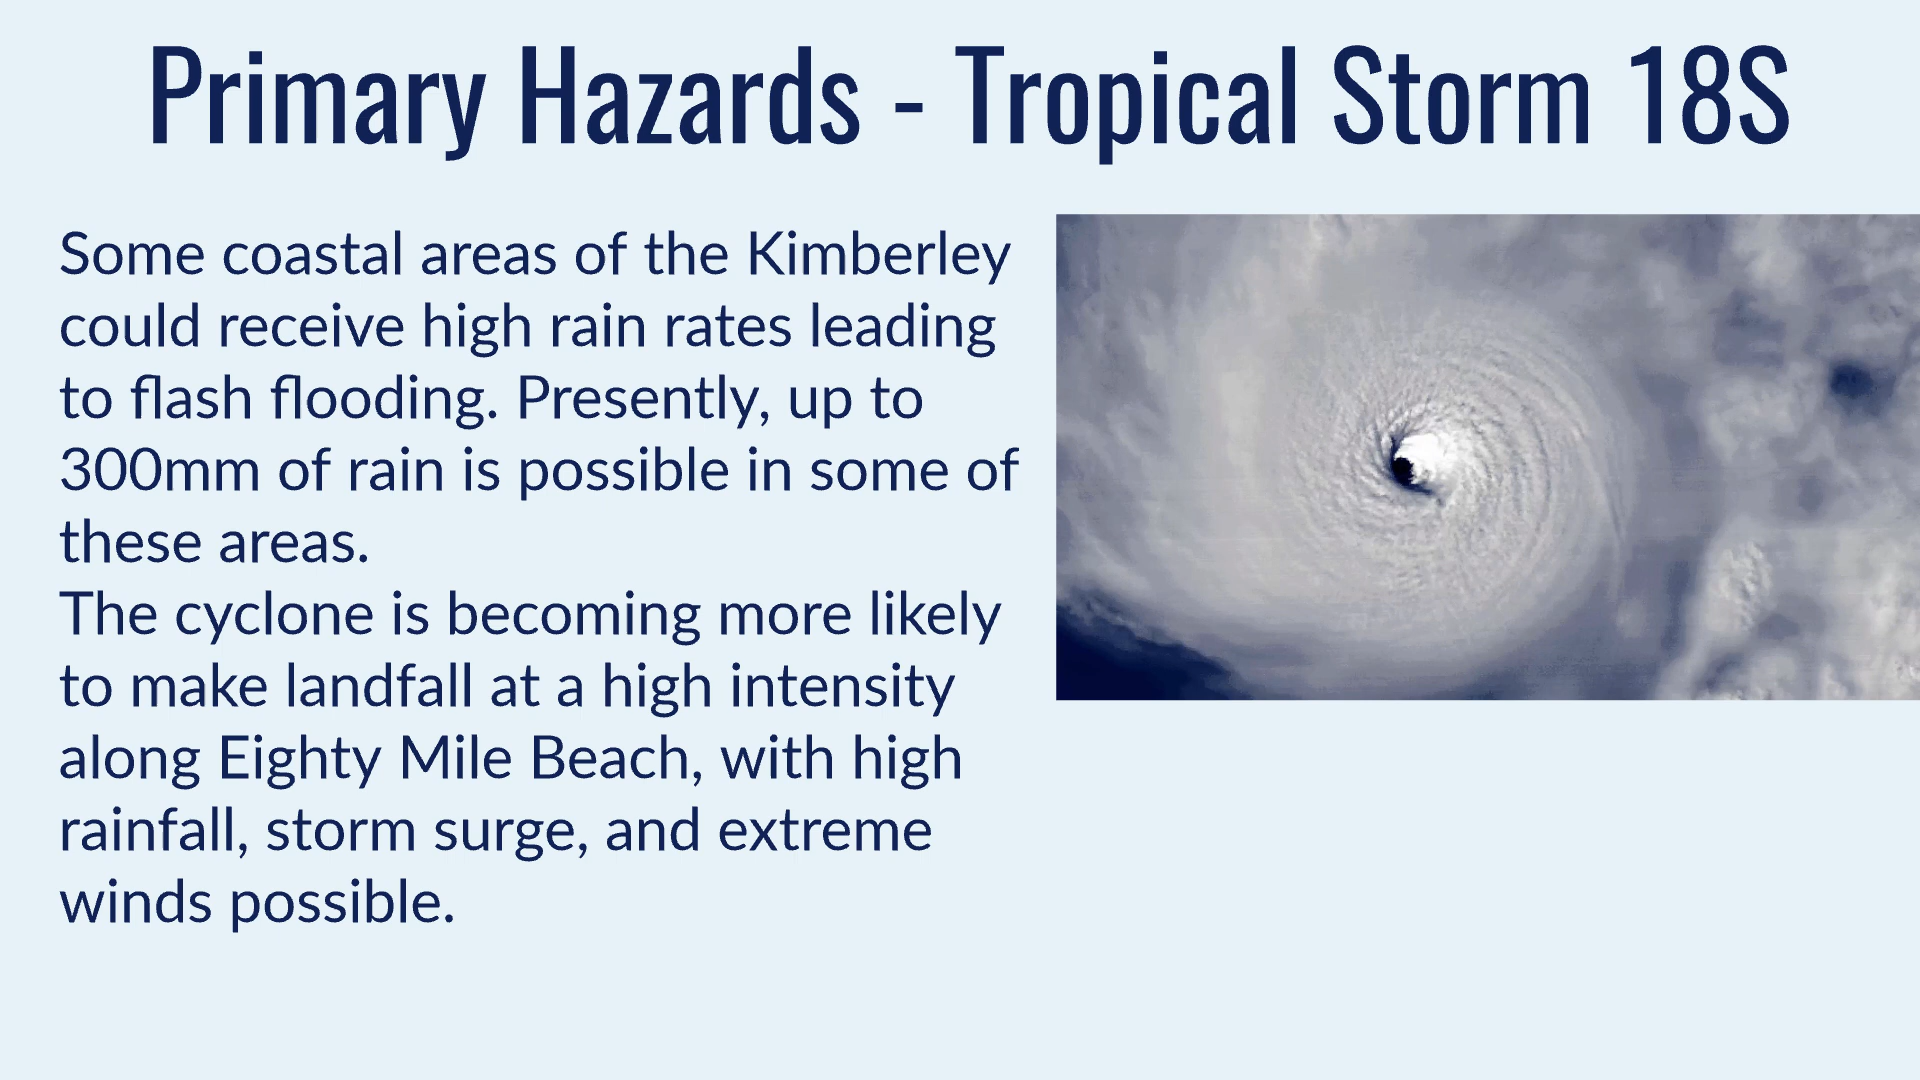 Primary Hazards - Tropical Storm 18S
Some coastal areas of the Kimberley
could receive high rain rates leading
to flash flooding. Presently, up to
300mm of rain is possible in some of
these areas.
The cyclone is becoming more likely
to make landfall at a high intensity
along Eighty Mile Beach, with high
rainfall, storm surge, and extreme
winds possible.